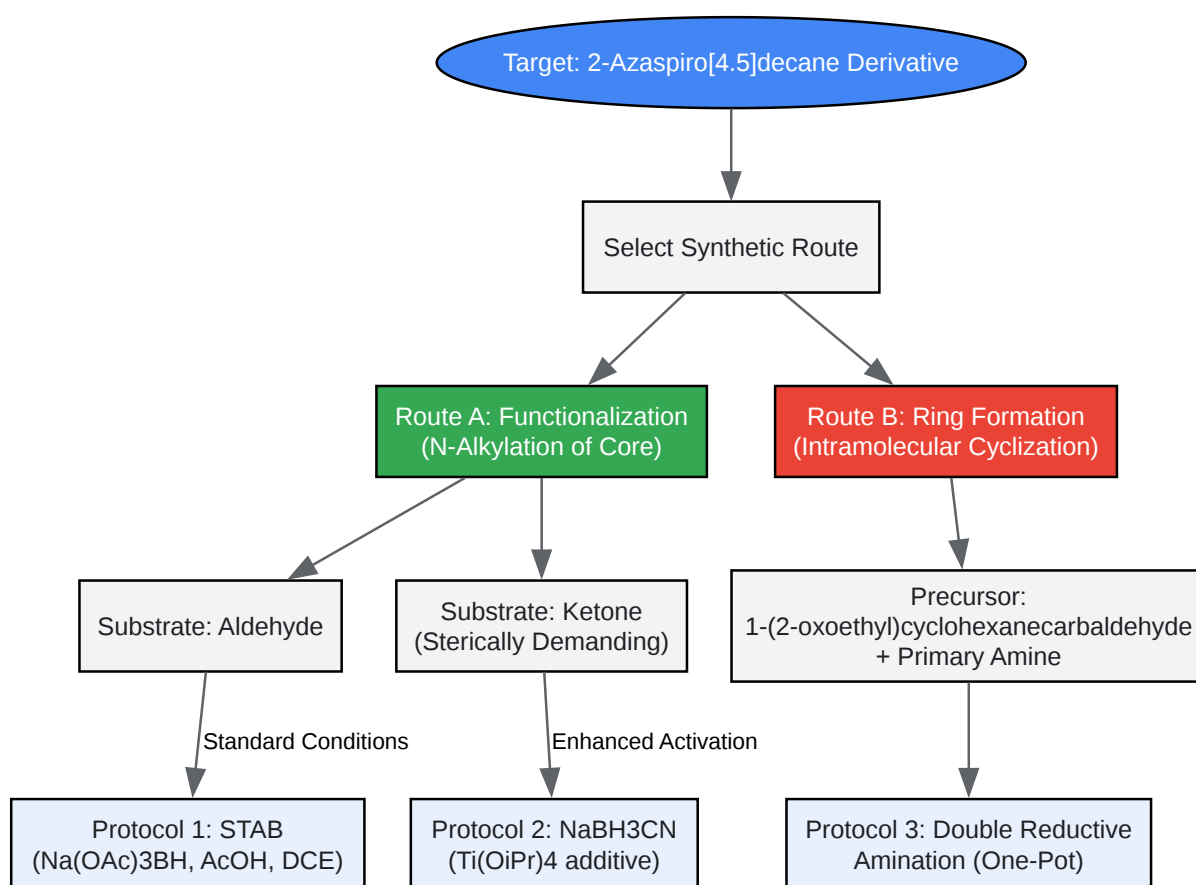 Target: 2-Azaspiro[4.5]decane Derivative
Select Synthetic Route
Route A: Functionalization
(N-Alkylation of Core)
Route B: Ring Formation
(Intramolecular Cyclization)
Substrate: Aldehyde
Substrate: Ketone
(Sterically Demanding)
Precursor:
1-(2-oxoethyl)cyclohexanecarbaldehyde
+ Primary Amine
Standard Conditions
Enhanced Activation
Protocol 1: STAB
(Na(OAc)3BH, AcOH, DCE)
Protocol 2: NaBH3CN
(Ti(OiPr)4 additive)
Protocol 3: Double Reductive
Amination (One-Pot)